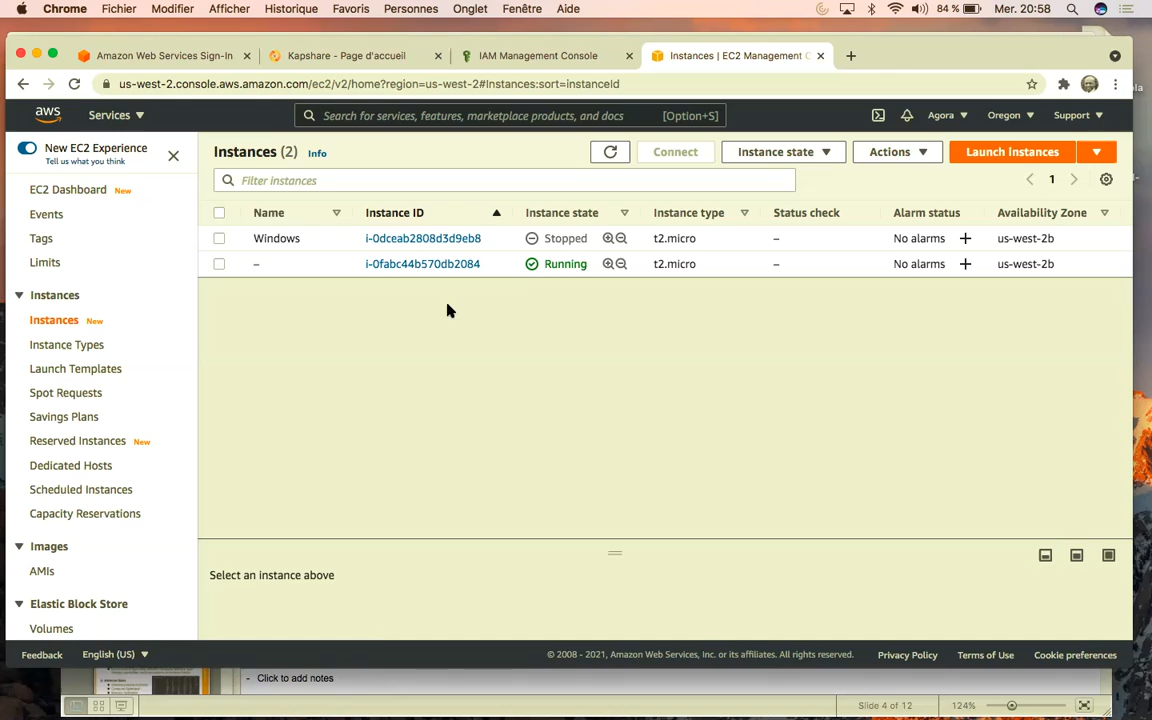 Chrome Fichier Modifier Afficher Historique Favoris Personnes Onglet Fenêtre Aide 84 % Mer. 20:58
Amazon Web Services Sign-In Kapshare - Page d'accueil IAM Management Console Instances | EC2 Management C
us-west-2.console.aws.amazon.com/ec2/v2/home?region=us-west-2#Instances:sort=instanceId
aws Services Search for services, features, marketplace products, and docs [Option+S] Agora Oregon Support
New EC2 Experience
Tell us what you think
Instances (2) Info Connect Instance state Actions Launch instances
Filter instances 1
Name Instance ID Instance state Instance type Status check Alarm status Availability Zone
Windows i-0dceab2808d3d9eb8 Stopped t2.micro – No alarms + us-west-2b
– i-0fabc44b570db2084 Running t2.micro – No alarms + us-west-2b
EC2 Dashboard New
Events
Tags
Limits
Instances
Instances New
Instance Types
Launch Templates
Spot Requests
Savings Plans
Reserved Instances New
Dedicated Hosts
Scheduled Instances
Capacity Reservations
Images
AMIs
Elastic Block Store
Volumes
Select an instance above
Feedback English (US) © 2008 - 2021, Amazon Web Services, Inc. or its affiliates. All rights reserved. Privacy Policy Terms of Use Cookie preferences
- Click to add notes
Slide 4 of 12 124%